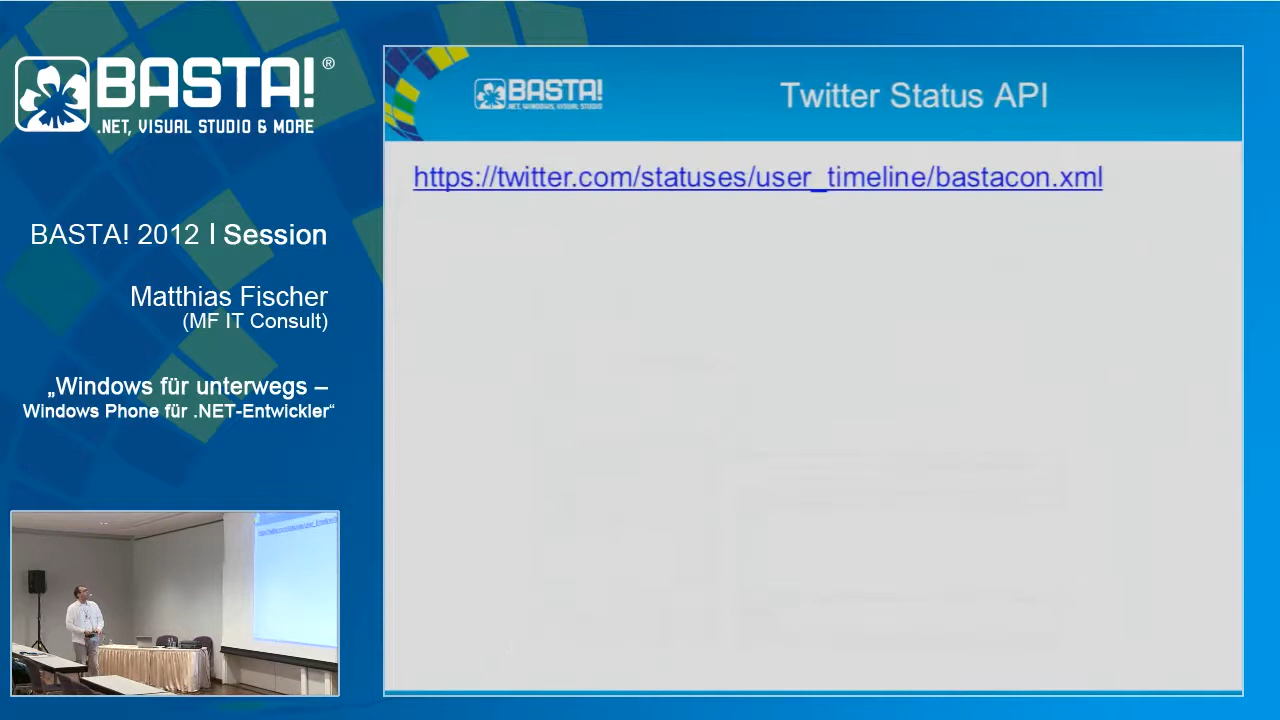 BASTA!®
.NET, VISUAL STUDIO & MORE
BASTA! 2012 | Session
Matthias Fischer
(MF IT Consult)
„Windows für unterwegs –
Windows Phone für .NET-Entwickler“
BASTA!
.NET, WINDOWS, VISUAL STUDIO
Twitter Status API
https://twitter.com/statuses/user_timeline/bastacon.xml